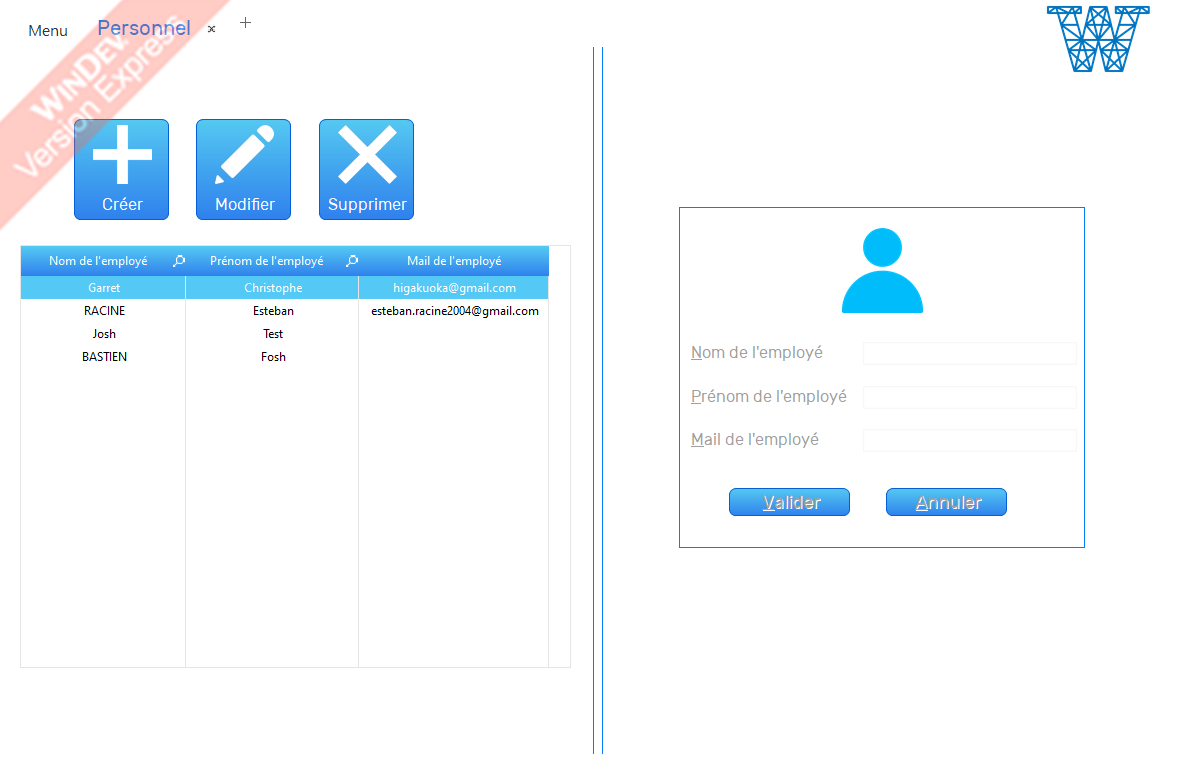 Menu
Personnel
WINDEV
Version Express
Créer
Modifier
Supprimer
Nom de l'employé
Prénom de l'employé
Mail de l'employé
Garret
Christophe
higakuoka@gmail.com
RACINE
Esteban
esteban.racine2004@gmail.com
Josh
Test
BASTIEN
Fosh
W
Nom de l'employé
Prénom de l'employé
Mail de l'employé
Valider
Annuler